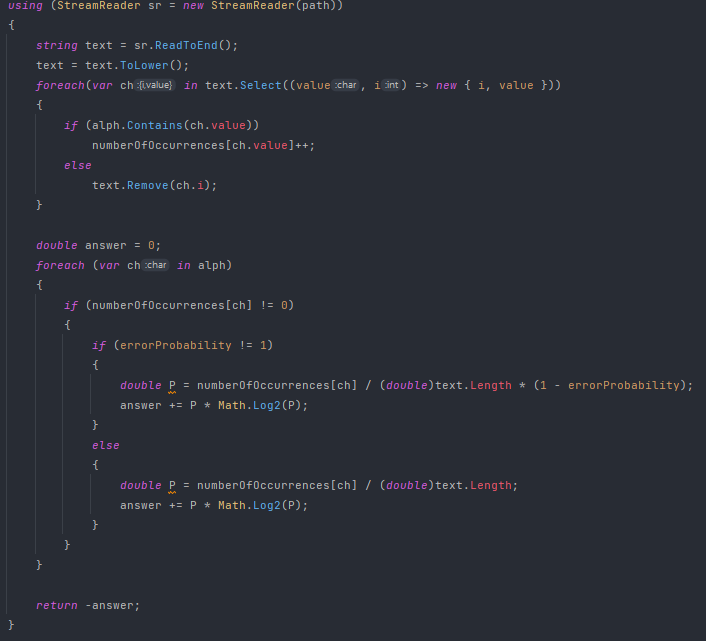 using (StreamReader sr = new StreamReader(path))
{
string text = sr.ReadToEnd();
text = text.ToLower();
foreach(var ch :{i,value} in text.Select((value :char , i :int ) => new { i, value }))
{
if (alph.Contains(ch.value))
numberOfOccurrences[ch.value]++;
else
text.Remove(ch.i);
}
double answer = 0;
foreach (var ch :char in alph)
{
if (numberOfOccurrences[ch] != 0)
{
if (errorProbability != 1)
{
double P = numberOfOccurrences[ch] / (double)text.Length * (1 - errorProbability);
answer += P * Math.Log2(P);
}
else
{
double P = numberOfOccurrences[ch] / (double)text.Length;
answer += P * Math.Log2(P);
}
}
}
return -answer;
}